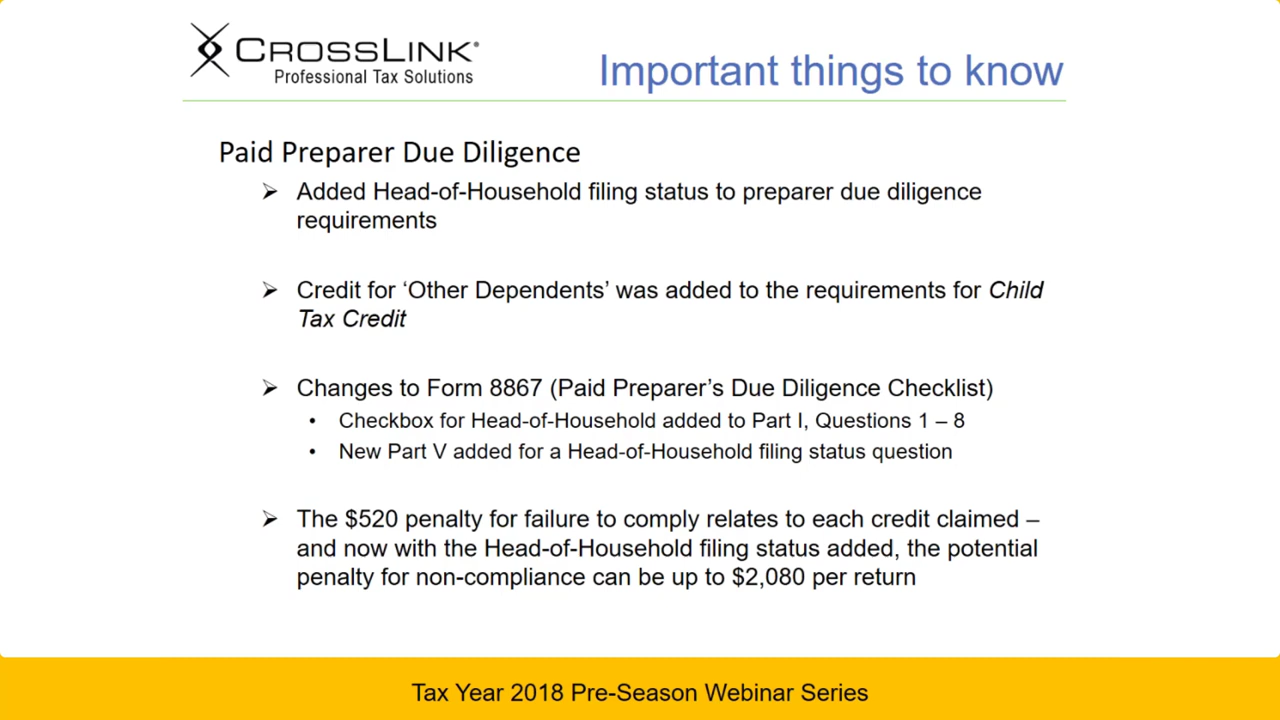 CROSSLINK®
Professional Tax Solutions
Important things to know
Paid Preparer Due Diligence
➢ Added Head-of-Household filing status to preparer due diligence
requirements
➢ Credit for ‘Other Dependents’ was added to the requirements for Child
Tax Credit
➢ Changes to Form 8867 (Paid Preparer’s Due Diligence Checklist)
• Checkbox for Head-of-Household added to Part I, Questions 1 – 8
• New Part V added for a Head-of-Household filing status question
➢ The $520 penalty for failure to comply relates to each credit claimed –
and now with the Head-of-Household filing status added, the potential
penalty for non-compliance can be up to $2,080 per return
Tax Year 2018 Pre-Season Webinar Series